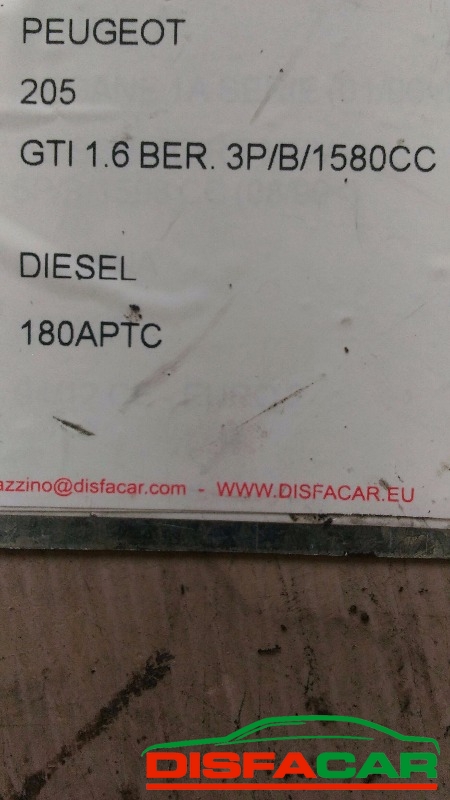 PEUGEOT
205
GTI 1.6 BER. 3P/B/1580CC
DIESEL
180APTC
azzino@disfacar.com - WWW.DISFACAR.EU
DISFACAR